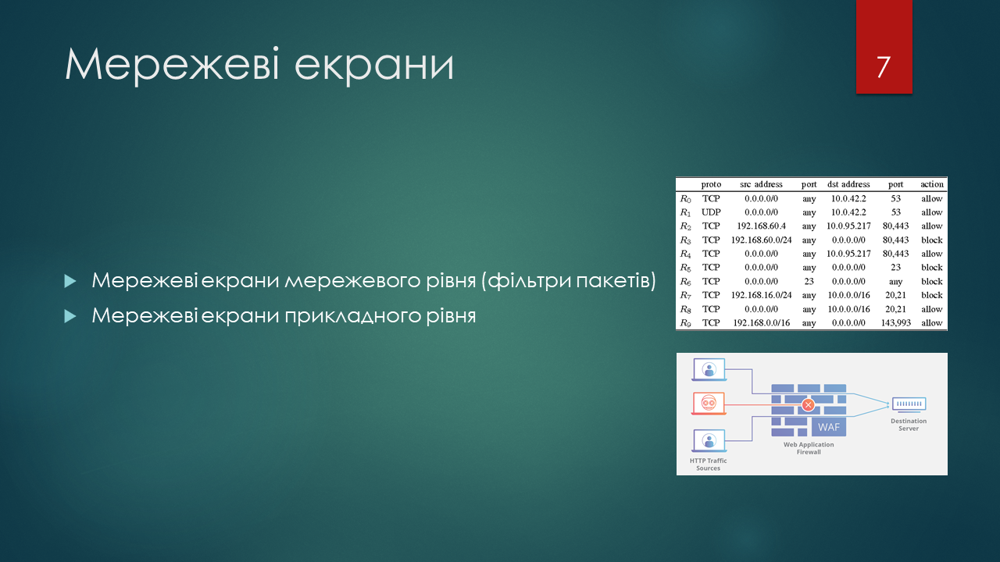 Мережеві екрани
7
Мережеві екрани мережевого рівня (фільтри пакетів)
Мережеві екрани прикладного рівня
proto src address port dst address port action
R0 TCP 0.0.0.0/0 any 10.0.42.2 53 allow
R1 UDP 0.0.0.0/0 any 10.0.42.2 53 allow
R2 TCP 192.168.60.4 any 10.0.95.217 80,443 allow
R3 TCP 192.168.60.0/24 any 0.0.0.0/0 80,443 block
R4 TCP 0.0.0.0/0 any 10.0.95.217 80,443 allow
R5 TCP 0.0.0.0/0 any 0.0.0.0/0 23 block
R6 TCP 0.0.0.0/0 23 0.0.0.0/0 any block
R7 TCP 192.168.16.0/24 any 10.0.0.0/16 20,21 block
R8 TCP 0.0.0.0/0 any 10.0.0.0/16 20,21 allow
R9 TCP 192.168.0.0/16 any 0.0.0.0/0 143,993 allow
WAF
Destination
Server
Web Application
Firewall
HTTP Traffic
Sources